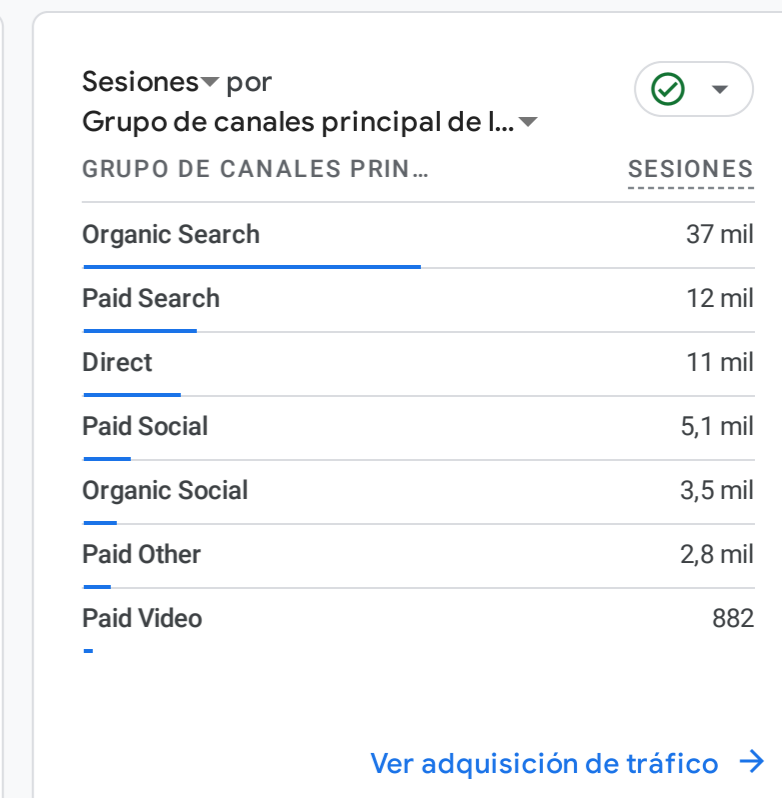 Sesiones por
Grupo de canales principal de l...
GRUPO DE CANALES PRIN... SESIONES
Organic Search 37 mil
Paid Search 12 mil
Direct 11 mil
Paid Social 5,1 mil
Organic Social 3,5 mil
Paid Other 2,8 mil
Paid Video 882
Ver adquisición de tráfico